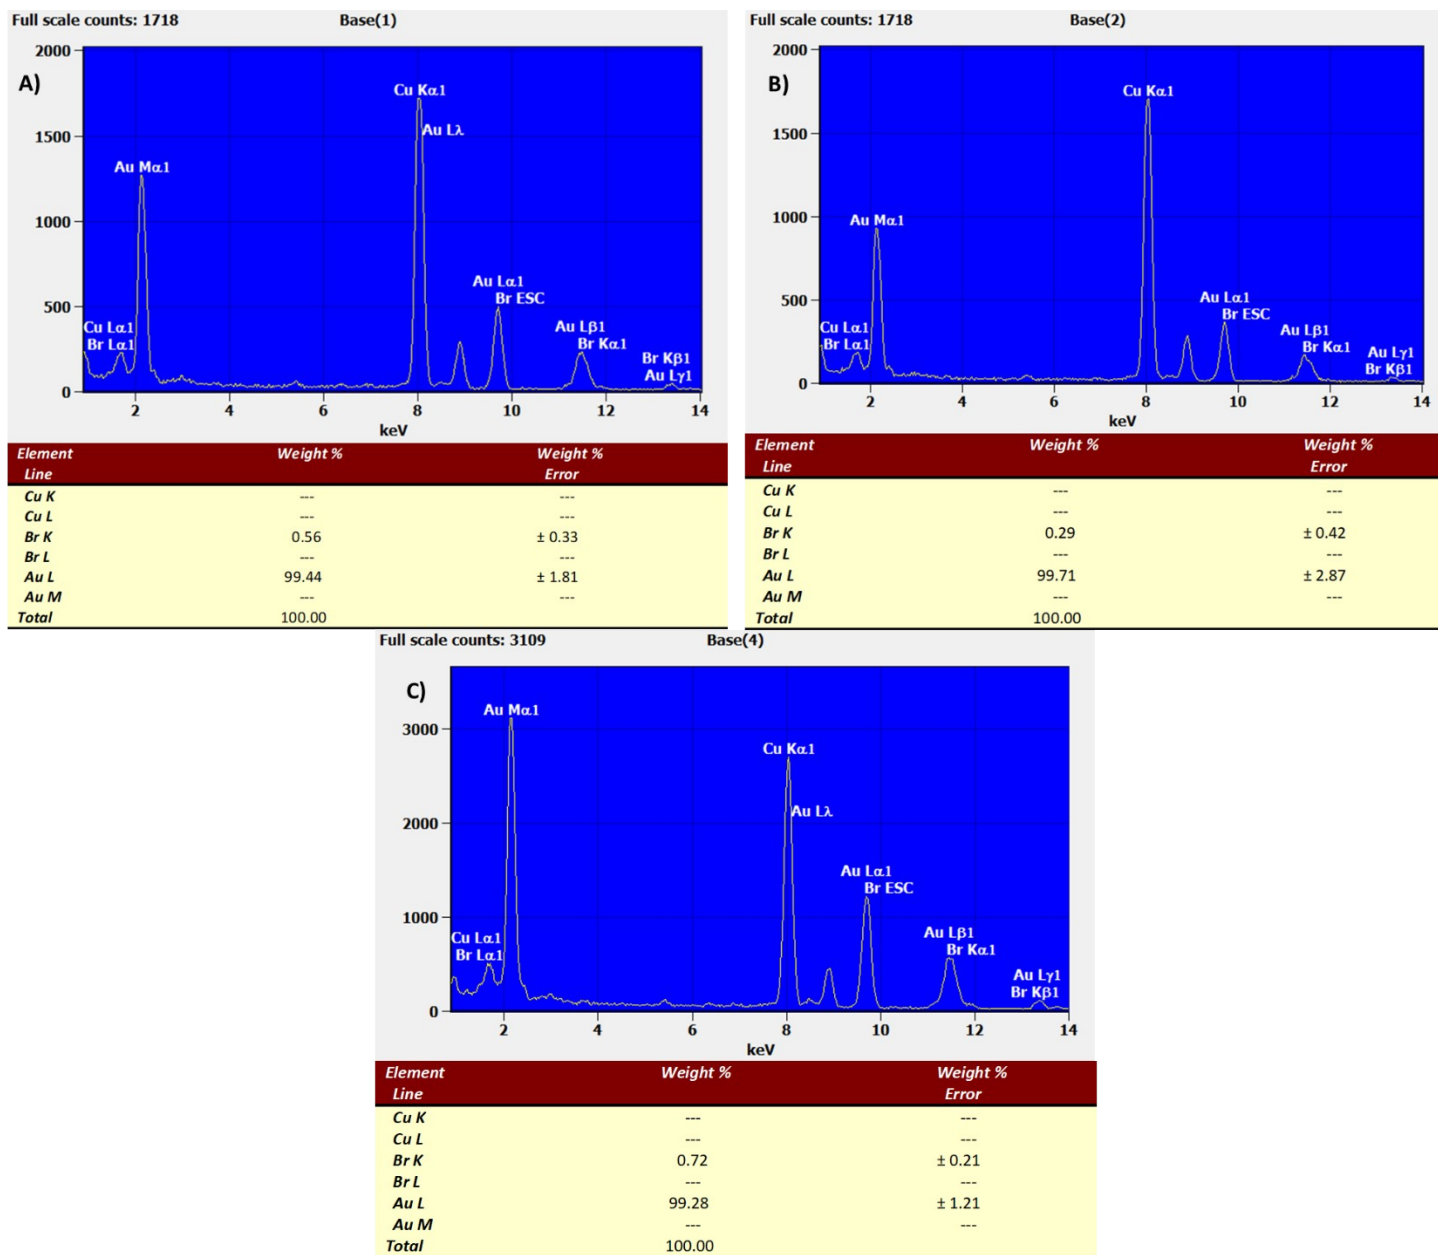 Full scale counts: 1718 Base(1)
A)
2000
1500
1000
500
0
Cu Kα1
Au Lλ
Au Mα1
Au Lα1
Br ESC
Cu Lα1
Br Lα1
Au Lβ1
Br Kα1
Br Kβ1
Au Lγ1
2 4 6 8 10 12 14
keV
Element Weight % Weight %
Line Error
Cu K --- ---
Cu L --- ---
Br K 0.56 ± 0.33
Br L --- ---
Au L 99.44 ± 1.81
Au M --- ---
Total 100.00
Full scale counts: 1718 Base(2)
B)
2000
1500
1000
500
0
Cu Kα1
Au Mα1
Au Lα1
Br ESC
Cu Lα1
Br Lα1
Au Lβ1
Br Kα1
Au Lγ1
Br Kβ1
2 4 6 8 10 12 14
keV
Element Weight % Weight %
Line Error
Cu K --- ---
Cu L --- ---
Br K 0.29 ± 0.42
Br L --- ---
Au L 99.71 ± 2.87
Au M --- ---
Total 100.00
Full scale counts: 3109 Base(4)
C)
3000
2000
1000
0
Au Mα1
Cu Kα1
Au Lλ
Au Lα1
Br ESC
Cu Lα1
Br Lα1
Au Lβ1
Br Kα1
Au Lγ1
Br Kβ1
2 4 6 8 10 12 14
keV
Element Weight % Weight %
Line Error
Cu K --- ---
Cu L --- ---
Br K 0.72 ± 0.21
Br L --- ---
Au L 99.28 ± 1.21
Au M --- ---
Total 100.00